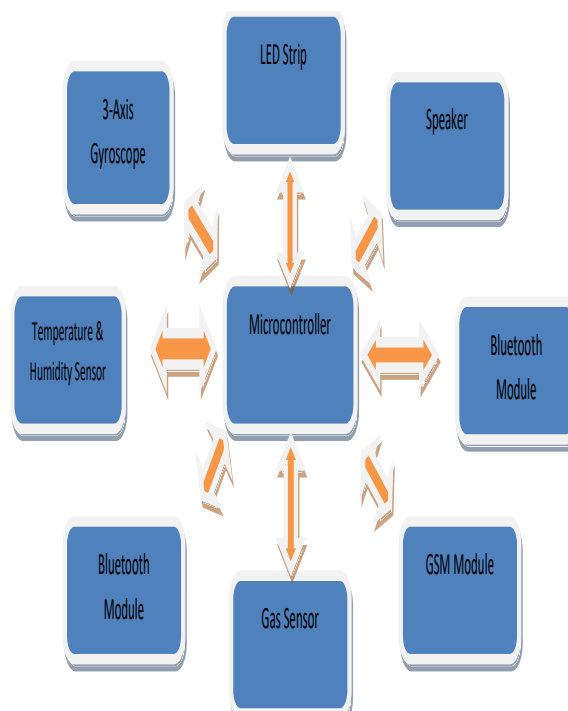 LED Strip
3-Axis
Gyroscope
Speaker
Temperature &
Humidity Sensor
Microcontroller
Bluetooth
Module
Bluetooth
Module
Gas Sensor
GSM Module